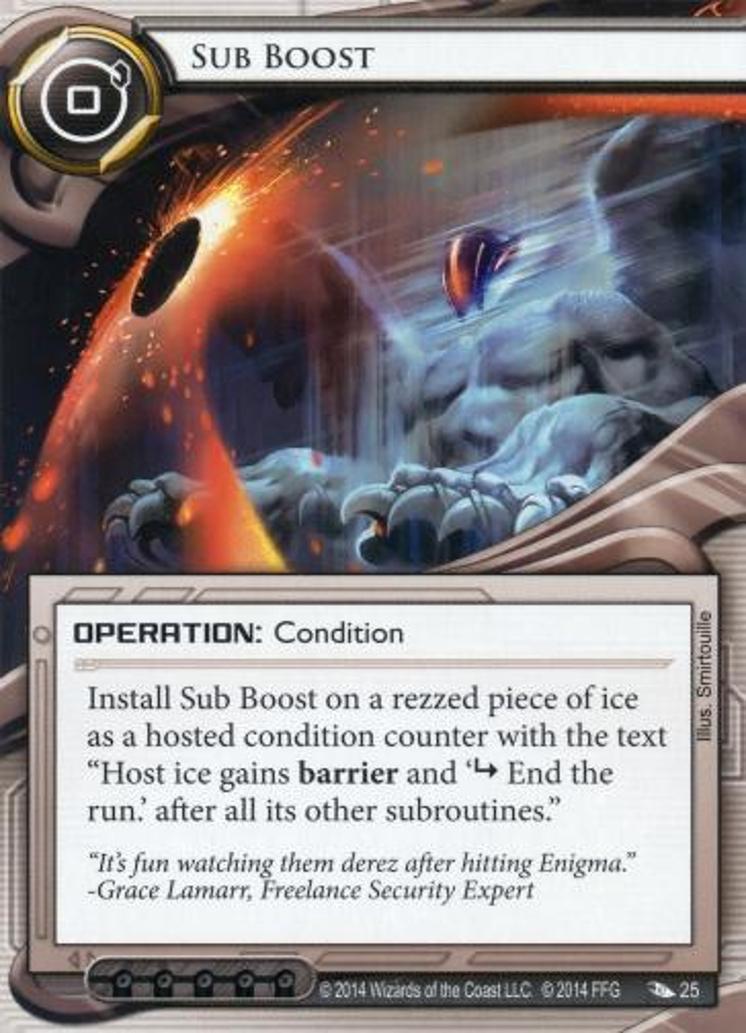 SUB BOOST
OPERATION: Condition
Install Sub Boost on a rezzed piece of ice
as a hosted condition counter with the text
“Host ice gains barrier and ‘↳ End the
run.’ after all its other subroutines.”
“It's fun watching them derez after hitting Enigma.”
-Grace Lamarr, Freelance Security Expert
Illus. Smirtouille
© 2014 Wizards of the Coast LLC. © 2014 FFG 25